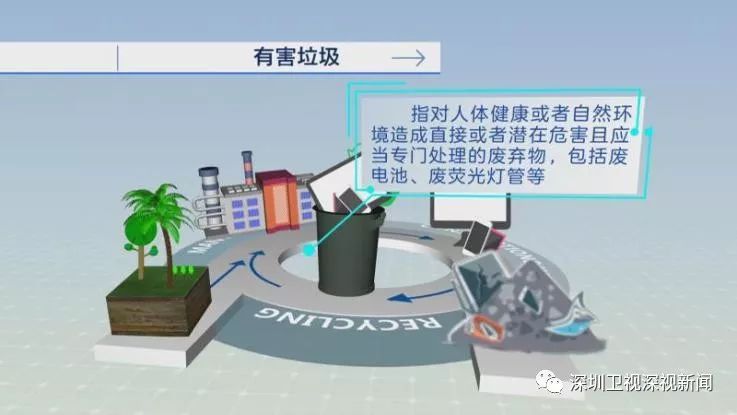 有害垃圾
指对人体健康或者自然环
境造成直接或者潜在危害且应
当专门处理的废弃物，包括废
电池、废荧光灯管等
RECYCLING
深圳卫视深视新闻